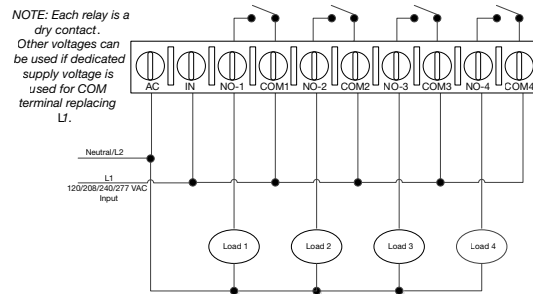 NOTE: Each relay is a
dry contact.
Other voltages can
be used if dedicated
supply voltage is
used for COM
terminal replacing
L1.
AC IN NO-1 COM1 NO-2 COM2 NO-3 COM3 NO-4 COM4
Neutral/L2
L1
120/208/240/277 VAC
Input
Load 1 Load 2 Load 3 Load 4